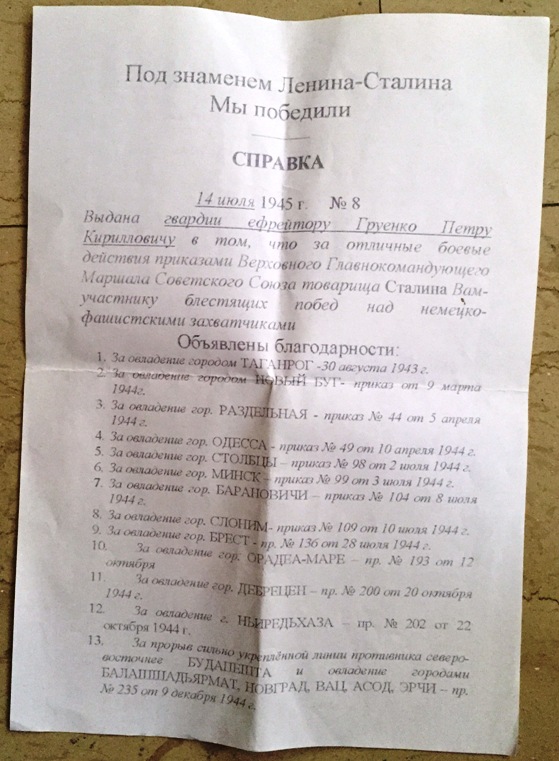 Под знаменем Ленина-Сталина
Мы победили
СПРАВКА
14 июля 1945 г. № 8
Выдана гвардии ефрейтору Груенко Петру
Кирилловичу в том, что за отличные боевые
действия приказами Верховного Главнокомандующего
Маршала Советского Союза товарища Сталина Вам-
участнику блестящих побед над немецко-
фашистскими захватчиками
Объявлены благодарности:
1. За овладение городом ТАГАНРОГ -30 августа 1943 г.
2. За овладение городом НОВЫЙ БУГ- приказ от 9 марта
1944г.
3. За овладение гор. РАЗДЕЛЬНАЯ - приказ № 44 от 5 апреля
1944 г.
4. За овладение гор. ОДЕССА - приказ № 49 от 10 апреля 1944 г.
5. За овладение гор. СТОЛБЦЫ – приказ № 98 от 2 июля 1944 г.
6. За овладение гор. МИНСК – приказ № 99 от 3 июля 1944 г.
7. За овладение гор. БАРАНОВИЧИ – приказ № 104 от 8 июля
1944 г.
8. За овладение гор. СЛОНИМ- приказ № 109 от 10 июля 1944 г.
9. За овладение гор. БРЕСТ - пр. № 136 от 28 июля 1944 г.
10. За овладение гор. ОРАДЕА-МАРЕ – пр. № 193 от 12
октября
11. За овладение гор. ДЕБРЕЦЕН – пр. № 200 от 20 октября
1944 г.
12. За овладение г. НЬИРЕДЬХАЗА – пр. № 202 от 22
октября 1944 г.
13. За прорыв сильно укреплённой линии противника северо-
восточнее БУДАПЕШТА и овладение городами
БАЛАШШАДЬЯРМАТ, НОВГРАД, ВАЦ, АСОД, ЭРЧИ – пр.
№ 235 от 9 декабря 1944 г.